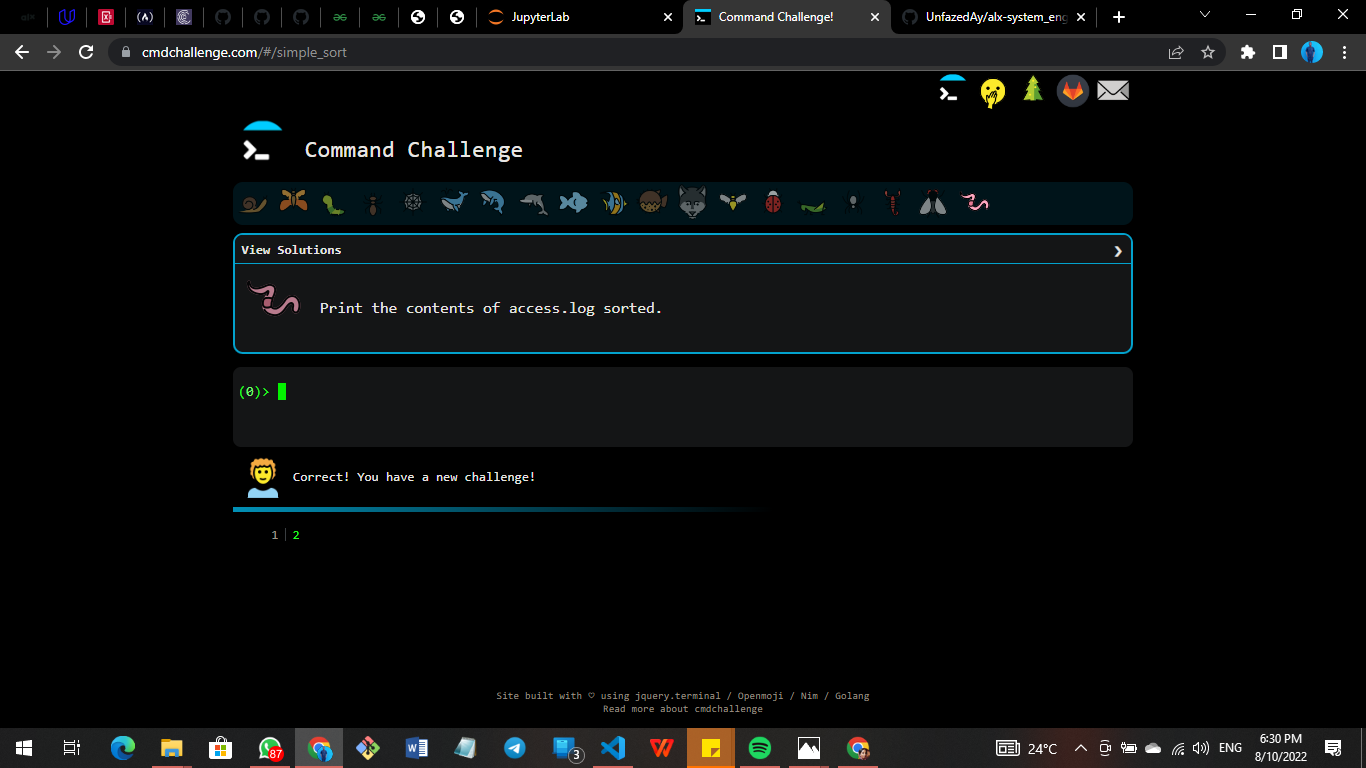 JupyterLab
Command Challenge!
UnfazedAy/alx-system_eng
cmdchallenge.com/#/simple_sort
Command Challenge
View Solutions
Print the contents of access.log sorted.
(0)>
Correct! You have a new challenge!
1 2
Site built with ♡ using jquery.terminal / Openmoji / Nim / Golang
Read more about cmdchallenge
87
3
24°C
ENG
6:30 PM
8/10/2022